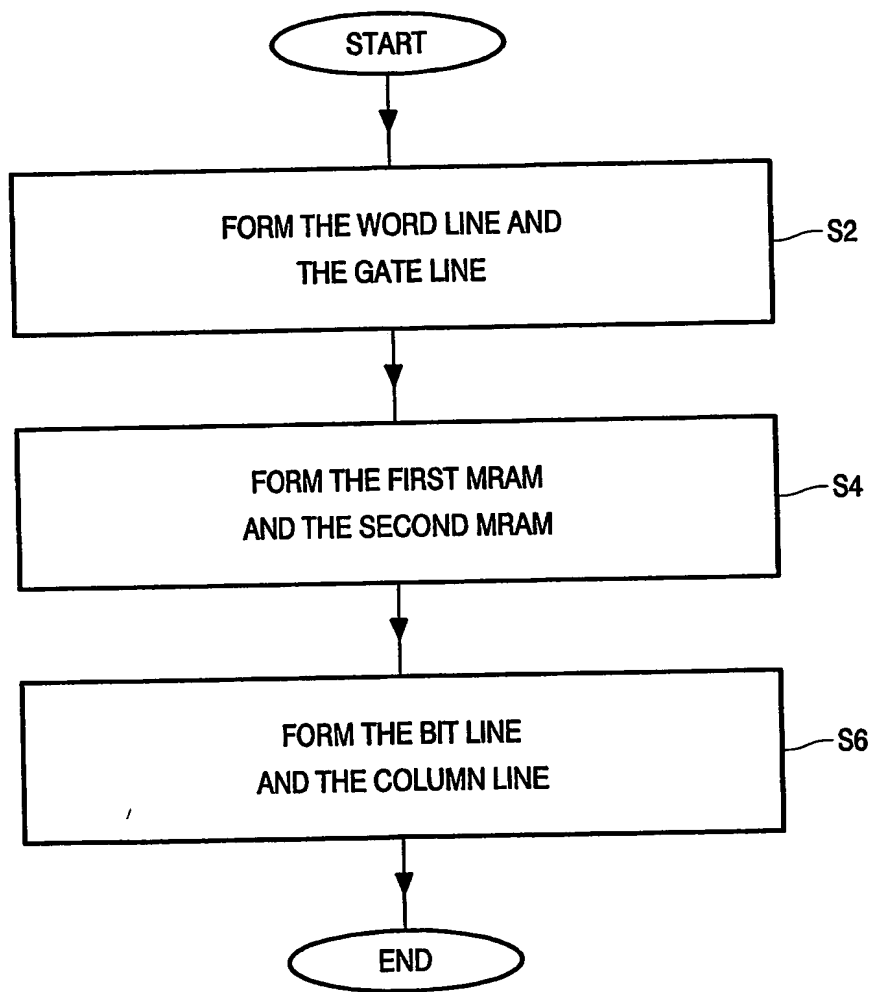 START
FORM THE WORD LINE AND
THE GATE LINE
S2
FORM THE FIRST MRAM
AND THE SECOND MRAM
S4
FORM THE BIT LINE
AND THE COLUMN LINE
S6
END